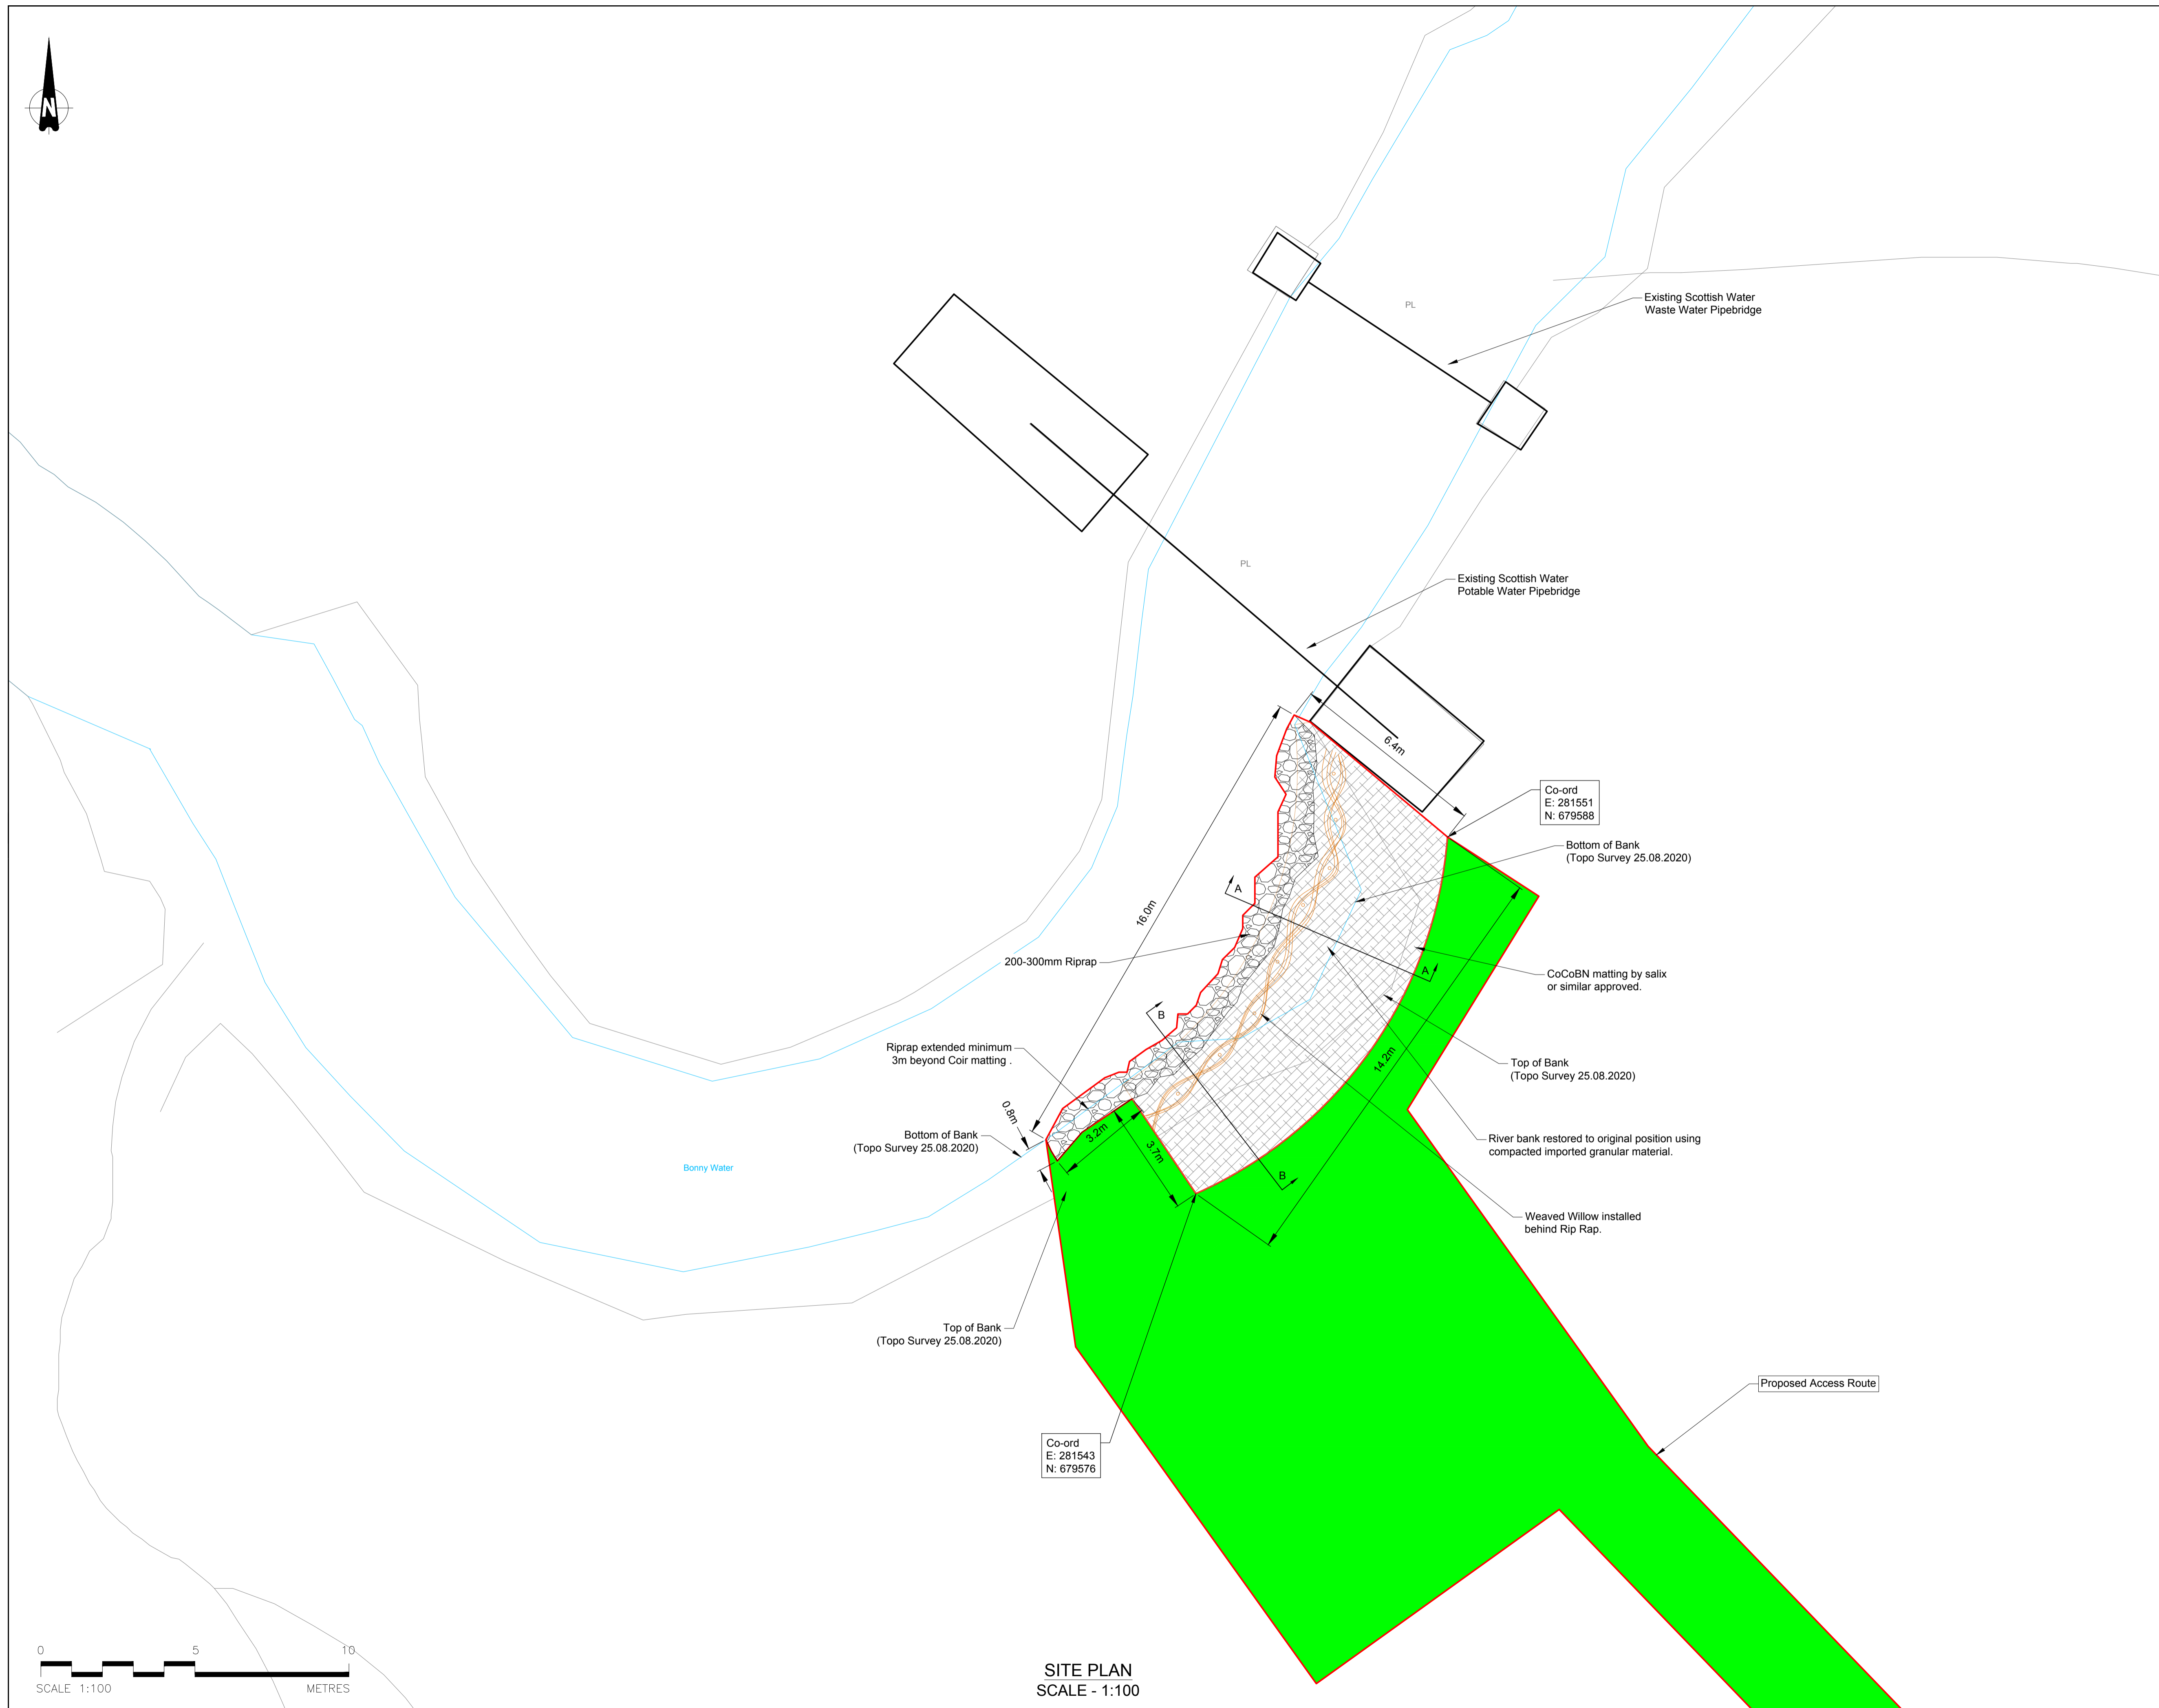 N
PL
Existing Scottish Water
Waste Water Pipebridge
PL
Existing Scottish Water
Potable Water Pipebridge
6.4m
Co-ord
E: 281551
N: 679588
Bottom of Bank
(Topo Survey 25.08.2020)
A
16.0m
200-300mm Riprap
A
CoCoBN matting by salix
or similar approved.
B
Riprap extended minimum
3m beyond Coir matting .
14.2m
Top of Bank
(Topo Survey 25.08.2020)
0.8m
3.2m
3.7m
Bottom of Bank
(Topo Survey 25.08.2020)
River bank restored to original position using
compacted imported granular material.
Bonny Water
B
Weaved Willow installed
behind Rip Rap.
Top of Bank
(Topo Survey 25.08.2020)
Proposed Access Route
Co-ord
E: 281543
N: 679576
0 5 10
SCALE 1:100 METRES
SITE PLAN
SCALE - 1:100